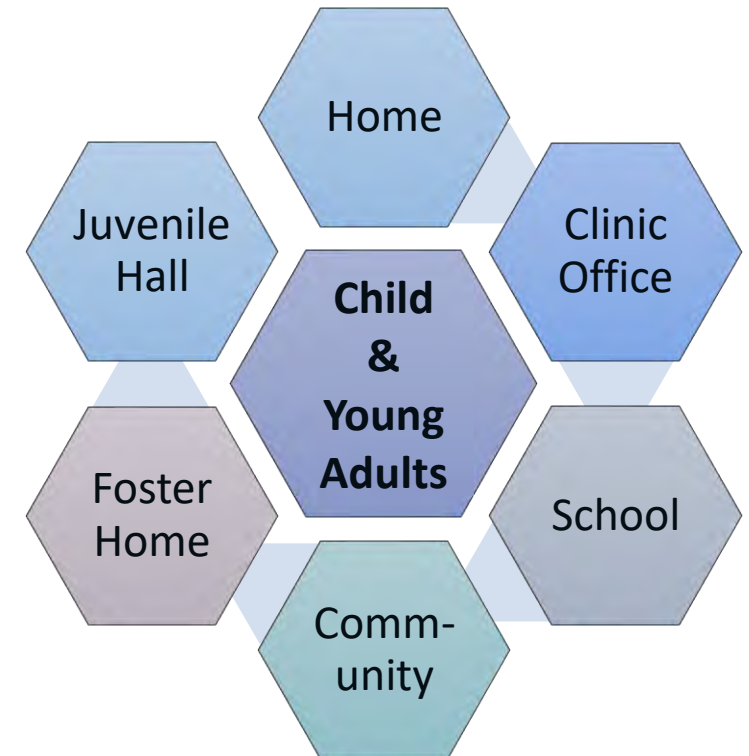 Home
Juvenile
Hall
Clinic
Office
Child
&
Young
Adults
Foster
Home
School
Comm-
unity